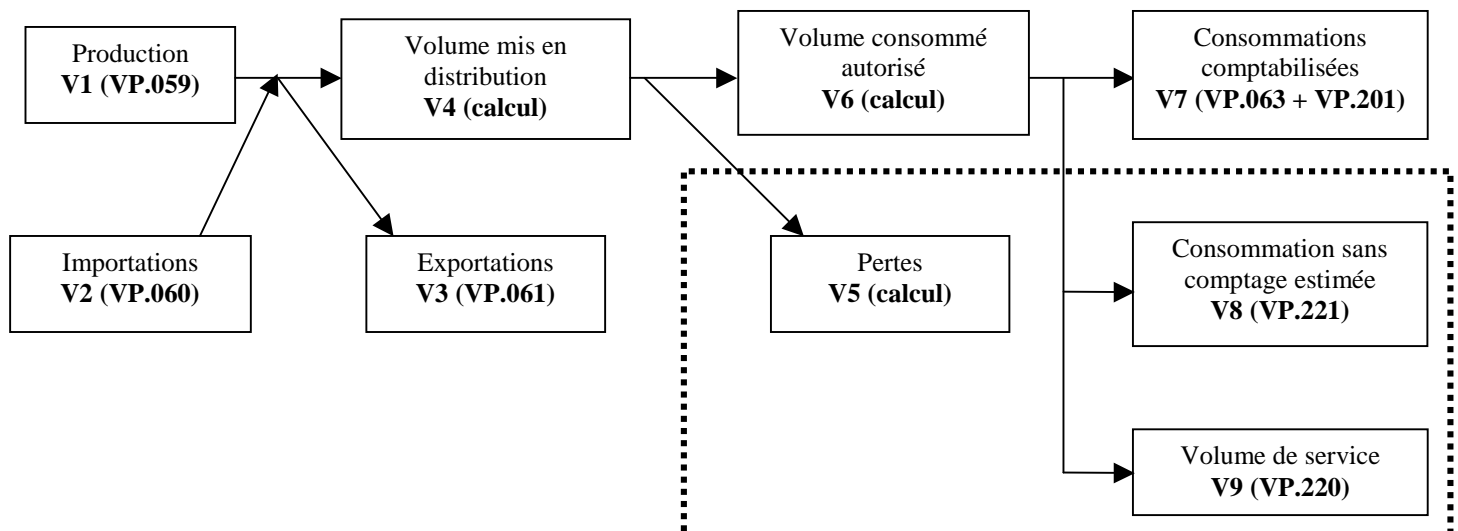 Production
V1 (VP.059)
Volume mis en
distribution
V4 (calcul)
Volume consommé
autorisé
V6 (calcul)
Consommations
comptabilisées
V7 (VP.063 + VP.201)
Importations
V2 (VP.060)
Exportations
V3 (VP.061)
Pertes
V5 (calcul)
Consommation sans
comptage estimée
V8 (VP.221)
Volume de service
V9 (VP.220)